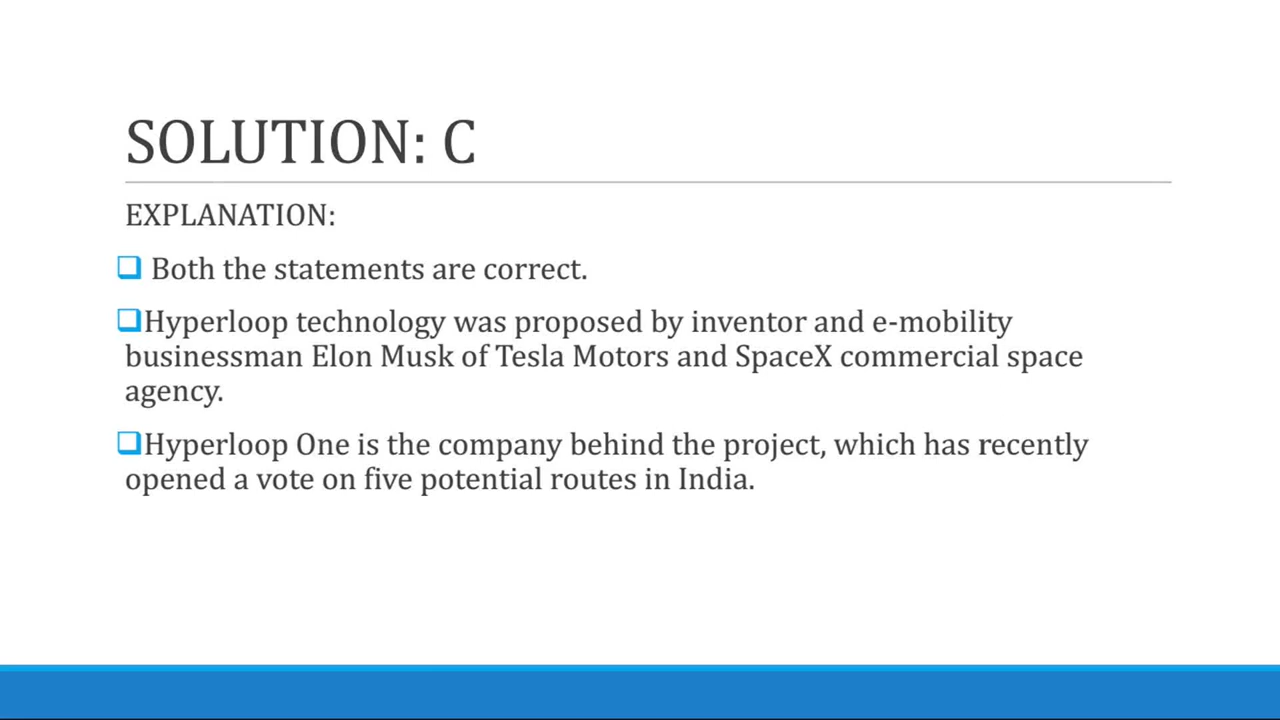 SOLUTION: C
EXPLANATION:
Both the statements are correct.
Hyperloop technology was proposed by inventor and e-mobility
businessman Elon Musk of Tesla Motors and SpaceX commercial space
agency.
Hyperloop One is the company behind the project, which has recently
opened a vote on five potential routes in India.